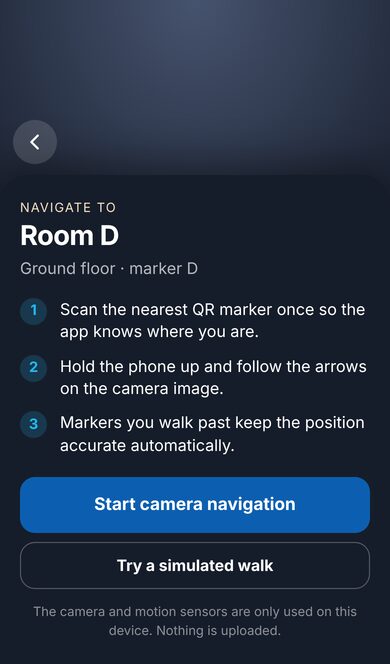 NAVIGATE TO
Room D
Ground floor · marker D
1 Scan the nearest QR marker once so the
app knows where you are.
2 Hold the phone up and follow the arrows
on the camera image.
3 Markers you walk past keep the position
accurate automatically.
Start camera navigation
Try a simulated walk
The camera and motion sensors are only used on this
device. Nothing is uploaded.